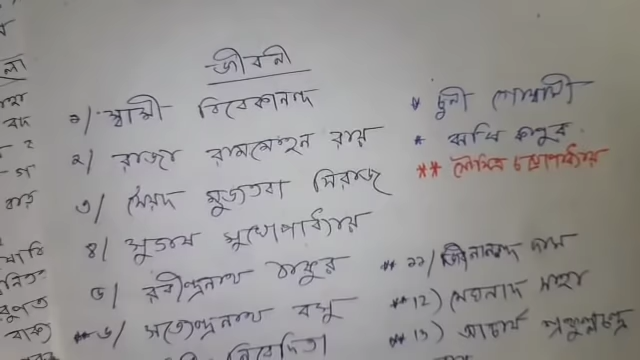 জীবনী
১| স্বামী বিবেকানন্দ
২| রাজা রামমোহন রায়
৩| সৈয়দ মুজতবা সিরাজ
৪| সুভাষ মুখোপাধ্যায়
৫| রবীন্দ্রনাথ ঠাকুর
** ৬| সত্যেন্দ্রনাথ বসু
নিবেদিতা
* চুনী গোস্বামী
* ঋষি কাপুর
** সৌমিত্র চট্টোপাধ্যায়
** ১১| জীবনানন্দ দাস
** 12) মেঘনাদ সাহা
** 13) আচার্য প্রফুল্লচন্দ্র